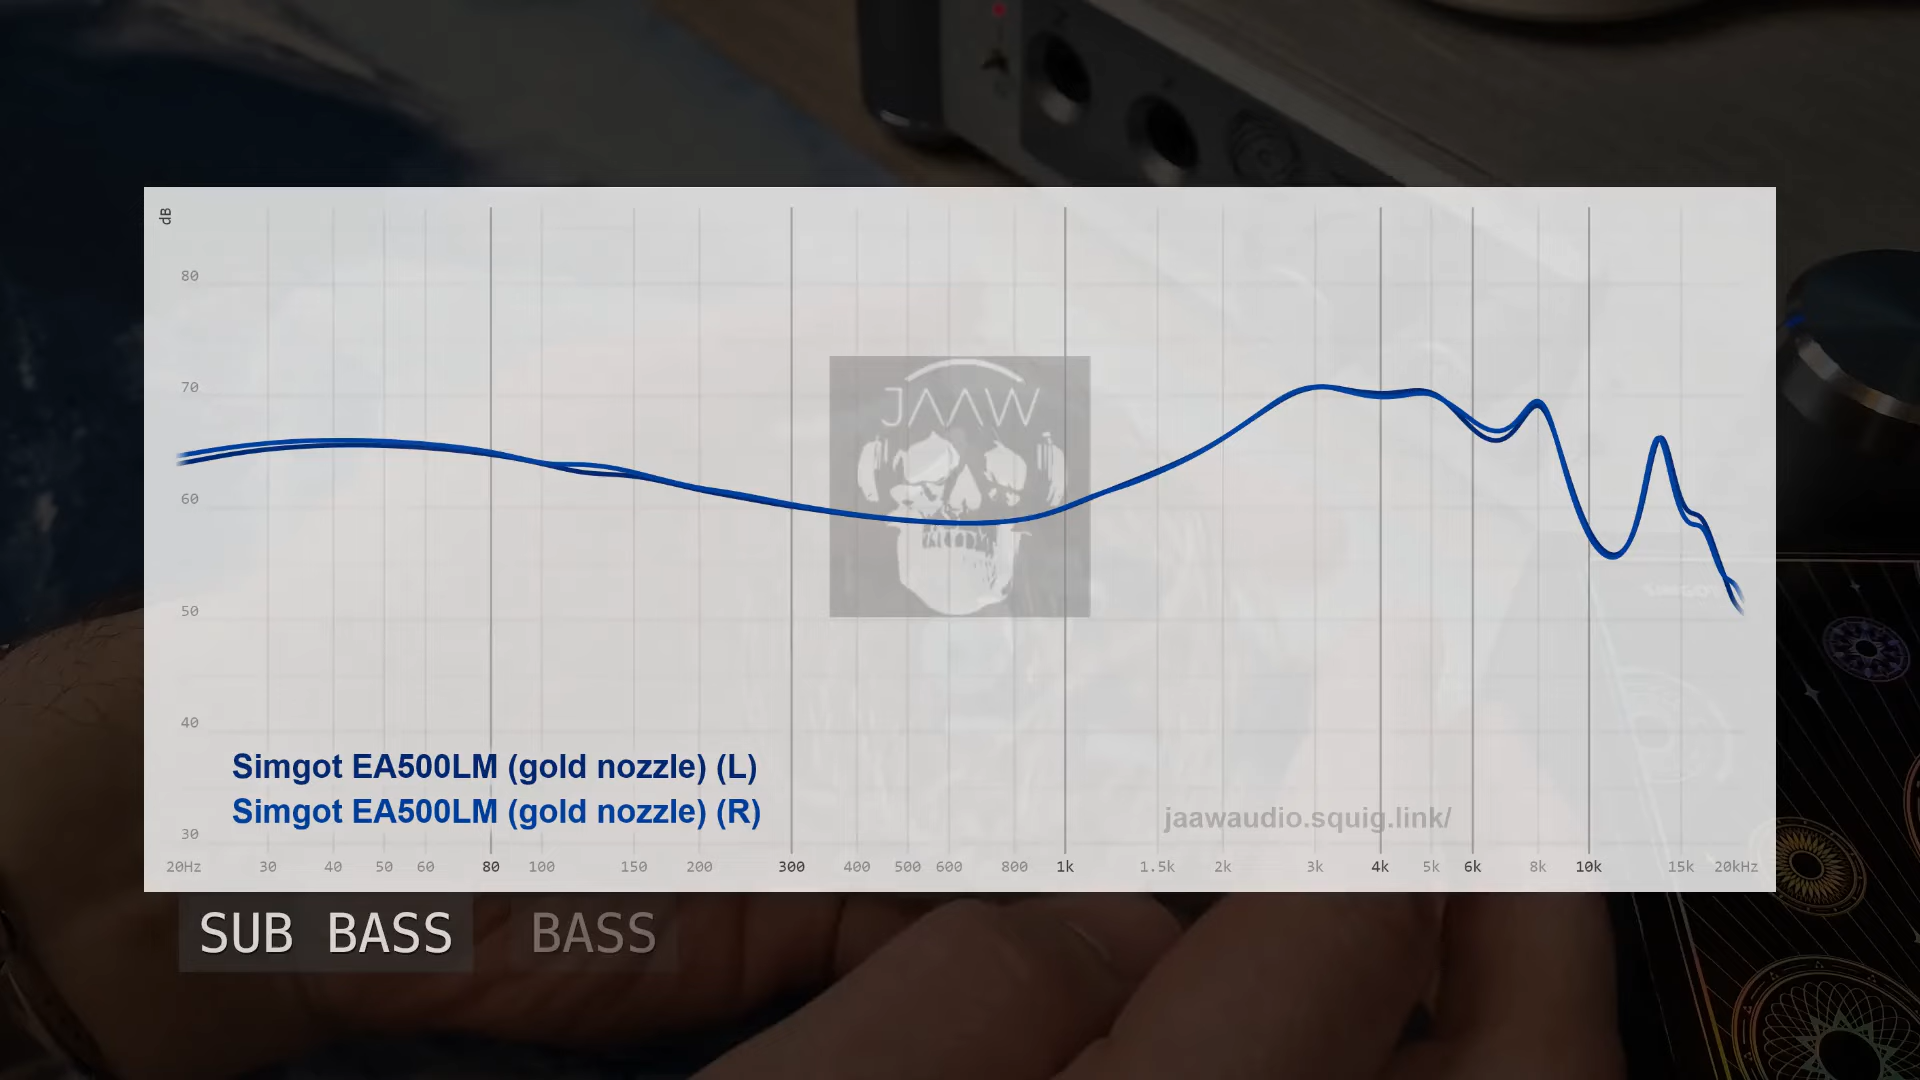 dB
80
70
60
50
40
30
JAAW
Simgot EA500LM (gold nozzle) (L)
Simgot EA500LM (gold nozzle) (R)
jaawaudio.squig.link/
20Hz 30 40 50 60 80 100 150 200 300 400 500 600 800 1k 1.5k 2k 3k 4k 5k 6k 8k 10k 15k 20kHz
SUB BASS BASS